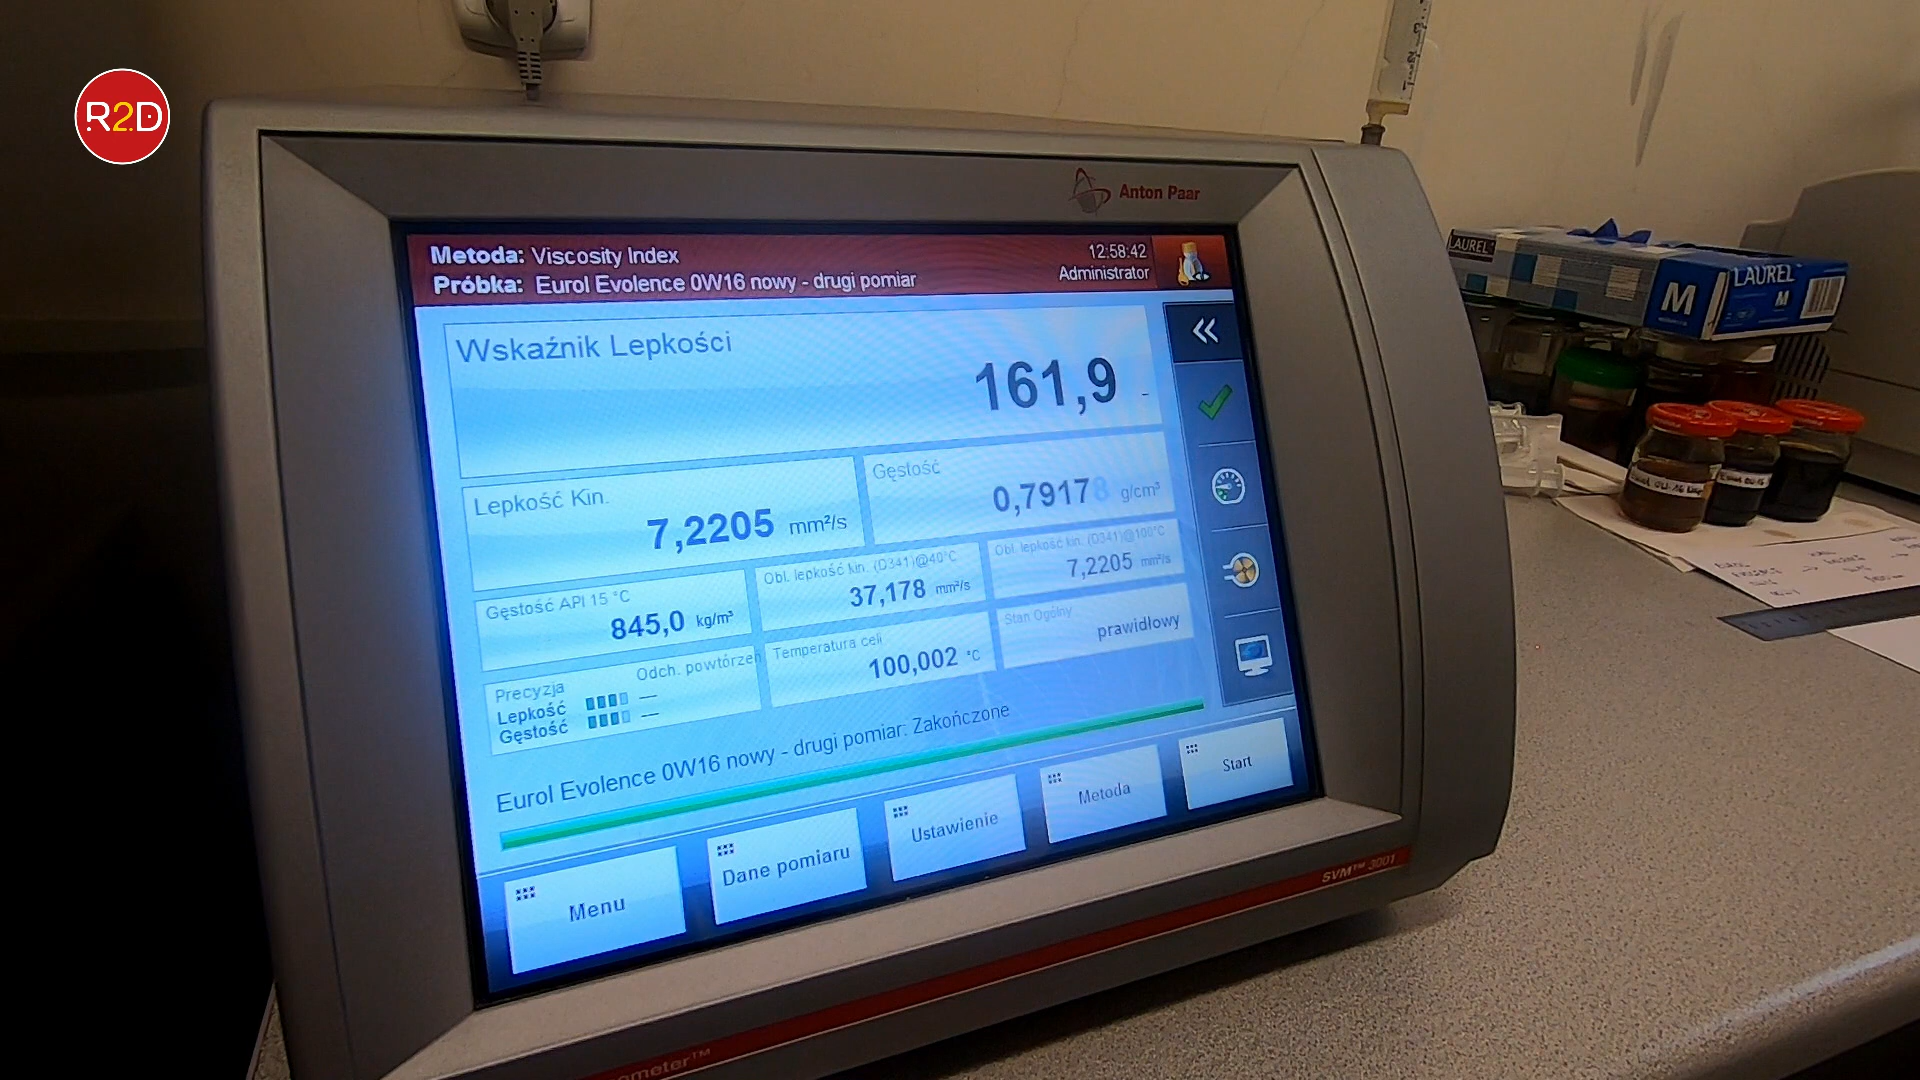 R2D
Anton Paar
Metoda: Viscosity Index
12:58:42
Próbka: Eurol Evolence 0W16 nowy - drugi pomiar
Administrator
Wskaźnik Lepkości
161,9 -
Lepkość Kin.
7,2205 mm²/s
Gęstość
0,79178 g/cm³
Gęstość API 15 °C
845,0 kg/m³
Obl. lepkość kin. (D341)@40°C
37,178 mm²/s
Obl. lepkość kin. (D341)@100°C
7,2205 mm²/s
Precyzja
Odch. powtórzeń
Lepkość —
Gęstość —
Temperatura celi
100,002 °C
Stan Ogólny
prawidłowy
Eurol Evolence 0W16 nowy - drugi pomiar: Zakończone
Menu
Dane pomiaru
Ustawienie
Metoda
Start
SVM™ 3001
ometer™
LAUREL
M
LAUREL
M